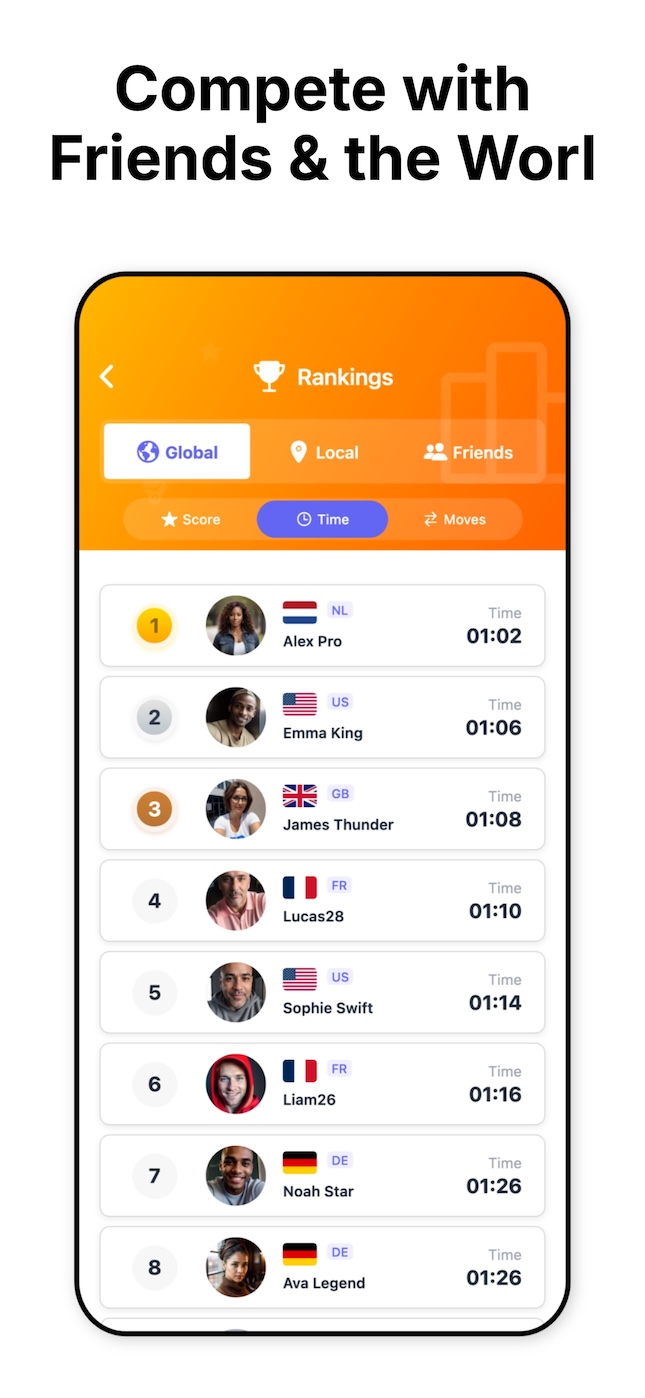 Compete with
Friends & the Worl
Rankings
Global Local Friends
Score Time Moves
1 NL Time
Alex Pro 01:02
2 US Time
Emma King 01:06
3 GB Time
James Thunder 01:08
4 FR Time
Lucas28 01:10
5 US Time
Sophie Swift 01:14
6 FR Time
Liam26 01:16
7 DE Time
Noah Star 01:26
8 DE Time
Ava Legend 01:26